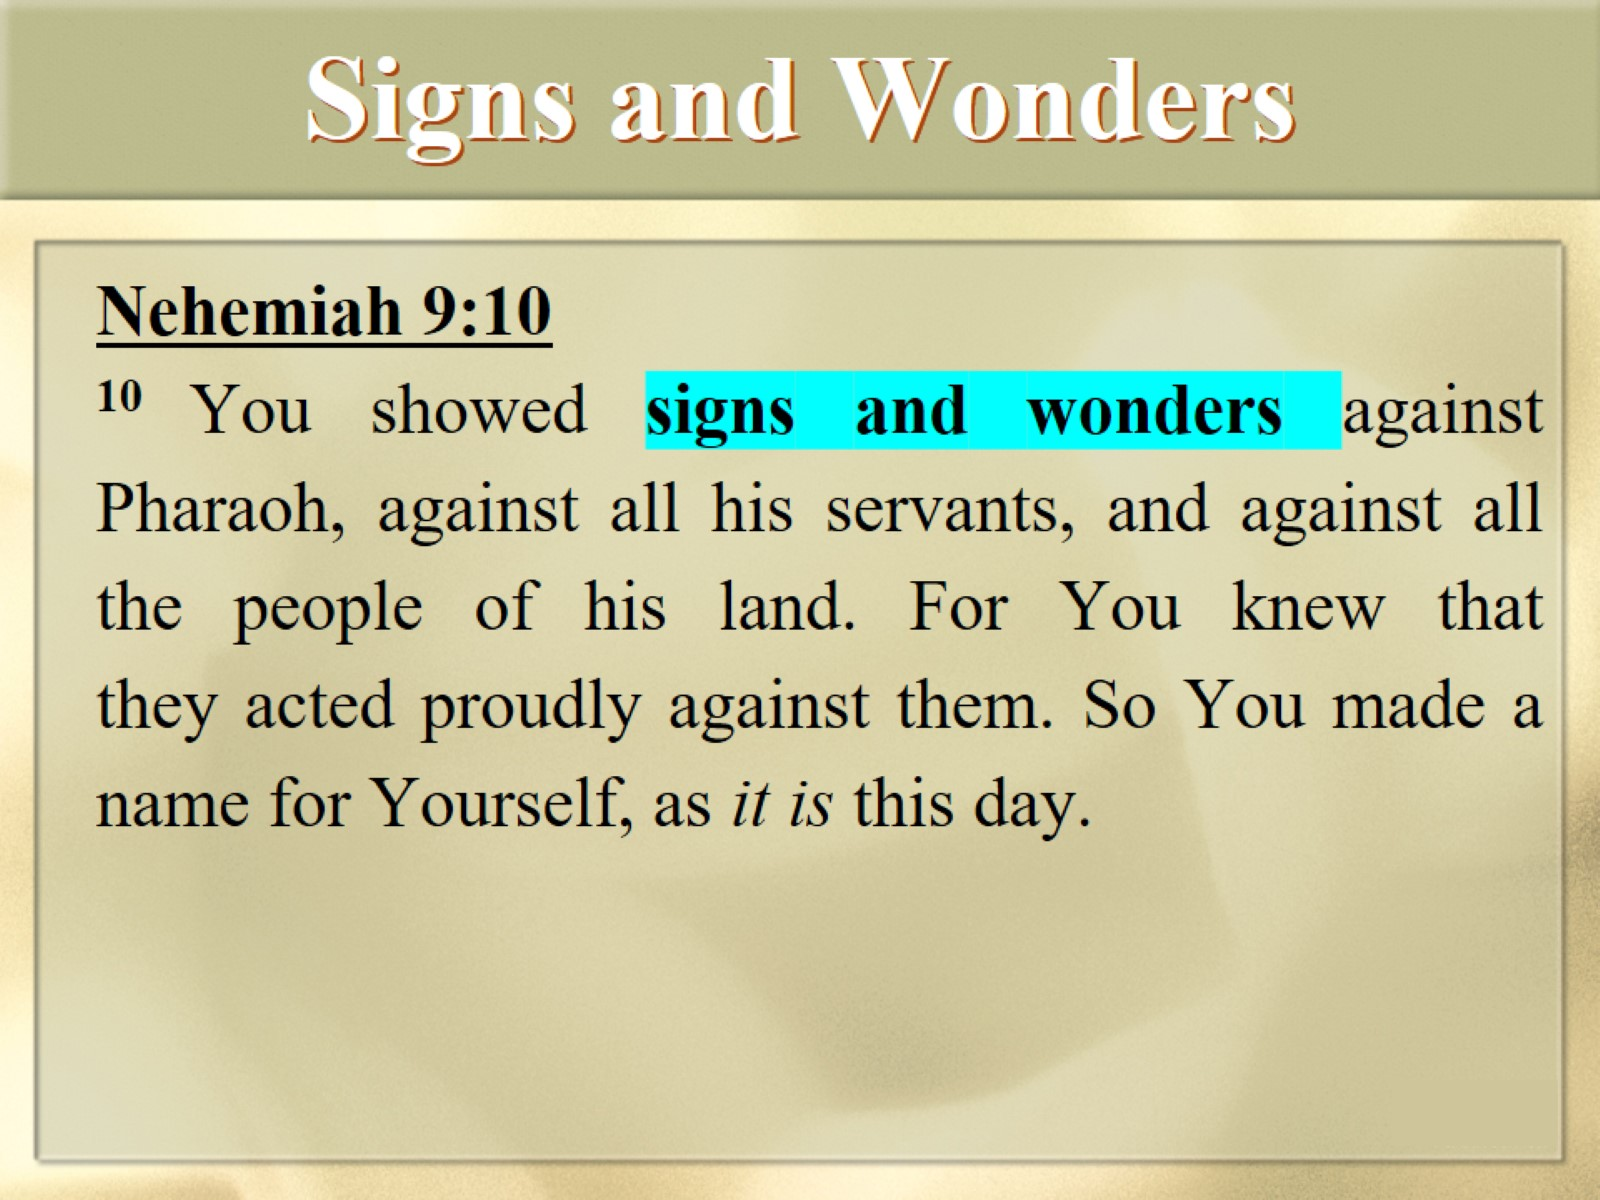 Signs and Wonders
Nehemiah 9:10
10 You showed signs and wonders against
Pharaoh, against all his servants, and against all
the people of his land. For You knew that
they acted proudly against them. So You made a
name for Yourself, as it is this day.